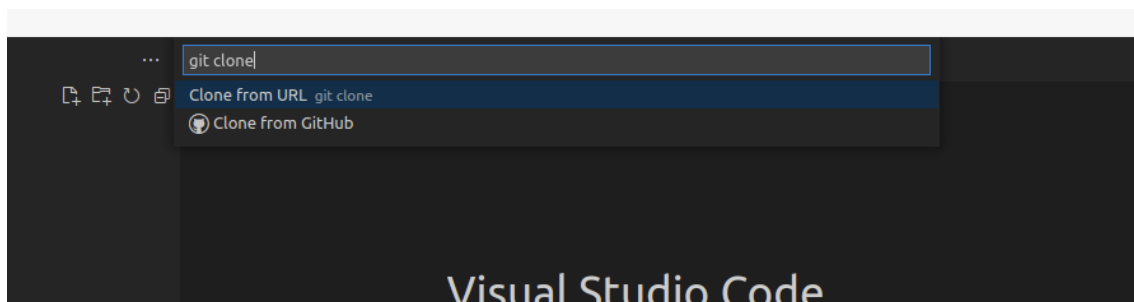 ... git clone
Clone from URL git clone
Clone from GitHub
Visual Studio Code